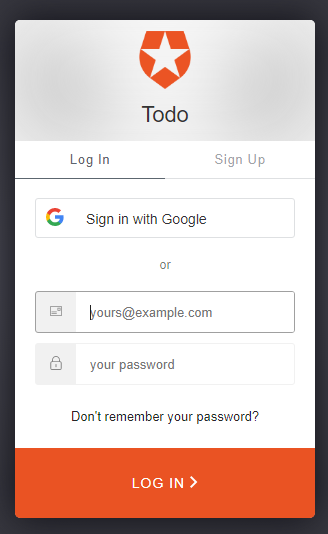 Todo
Log In
Sign Up
Sign in with Google
or
yours@example.com
your password
Don't remember your password?
LOG IN